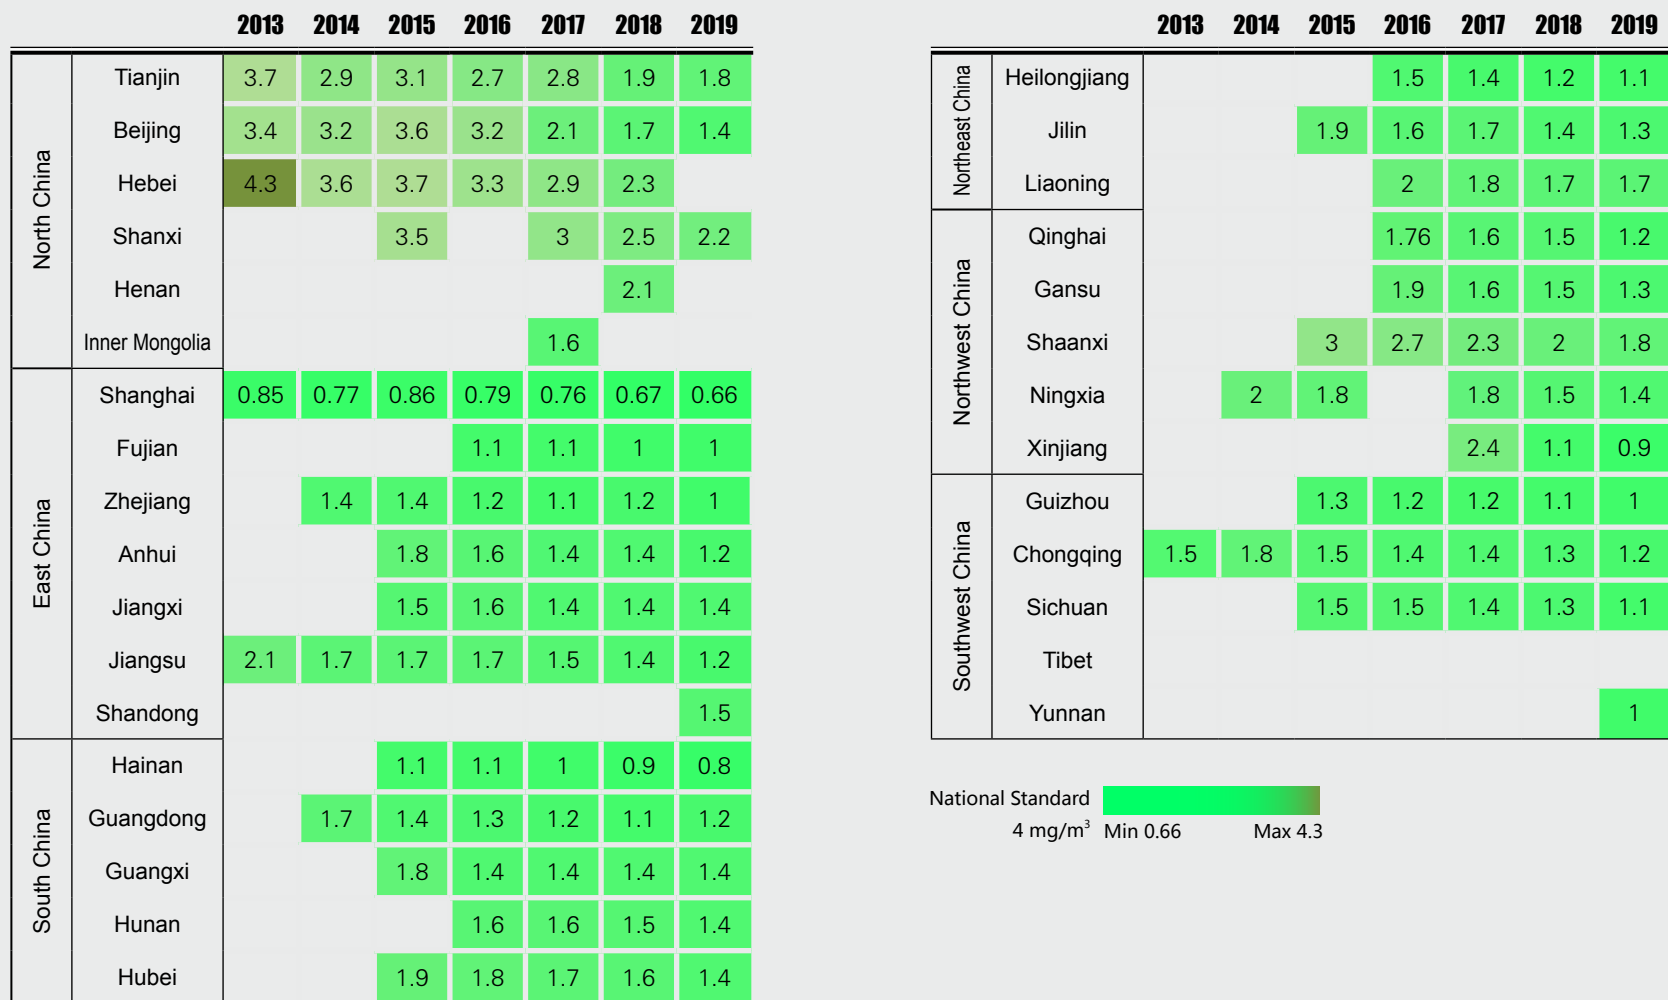 2013 2014 2015 2016 2017 2018 2019
North China
Tianjin 3.7 2.9 3.1 2.7 2.8 1.9 1.8
Beijing 3.4 3.2 3.6 3.2 2.1 1.7 1.4
Hebei 4.3 3.6 3.7 3.3 2.9 2.3
Shanxi 3.5 3 2.5 2.2
Henan 2.1
Inner Mongolia 1.6
East China
Shanghai 0.85 0.77 0.86 0.79 0.76 0.67 0.66
Fujian 1.1 1.1 1 1
Zhejiang 1.4 1.4 1.2 1.1 1.2 1
Anhui 1.8 1.6 1.4 1.4 1.2
Jiangxi 1.5 1.6 1.4 1.4 1.4
Jiangsu 2.1 1.7 1.7 1.7 1.5 1.4 1.2
Shandong 1.5
South China
Hainan 1.1 1.1 1 0.9 0.8
Guangdong 1.7 1.4 1.3 1.2 1.1 1.2
Guangxi 1.8 1.4 1.4 1.4 1.4
Hunan 1.6 1.6 1.5 1.4
Hubei 1.9 1.8 1.7 1.6 1.4
2013 2014 2015 2016 2017 2018 2019
Northeast China
Heilongjiang 1.5 1.4 1.2 1.1
Jilin 1.9 1.6 1.7 1.4 1.3
Liaoning 2 1.8 1.7 1.7
Northwest China
Qinghai 1.76 1.6 1.5 1.2
Gansu 1.9 1.6 1.5 1.3
Shaanxi 3 2.7 2.3 2 1.8
Ningxia 2 1.8 1.8 1.5 1.4
Xinjiang 2.4 1.1 0.9
Southwest China
Guizhou 1.3 1.2 1.2 1.1 1
Chongqing 1.5 1.8 1.5 1.4 1.4 1.3 1.2
Sichuan 1.5 1.5 1.4 1.3 1.1
Tibet
Yunnan 1
National Standard
4 mg/m³ Min 0.66 Max 4.3